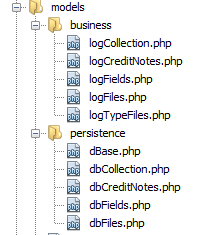 models
business
logCollection.php
logCreditNotes.php
logFields.php
logFiles.php
logTypeFiles.php
persistence
dBase.php
dbCollection.php
dbCreditNotes.php
dbFields.php
dbFiles.php